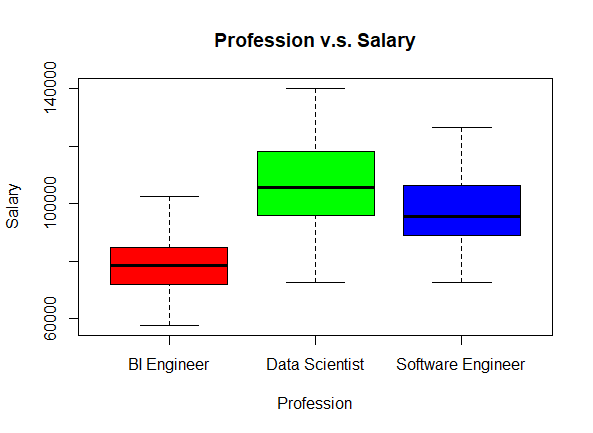 Profession v.s. Salary
Salary
140000
100000
60000
BI Engineer
Data Scientist
Software Engineer
Profession